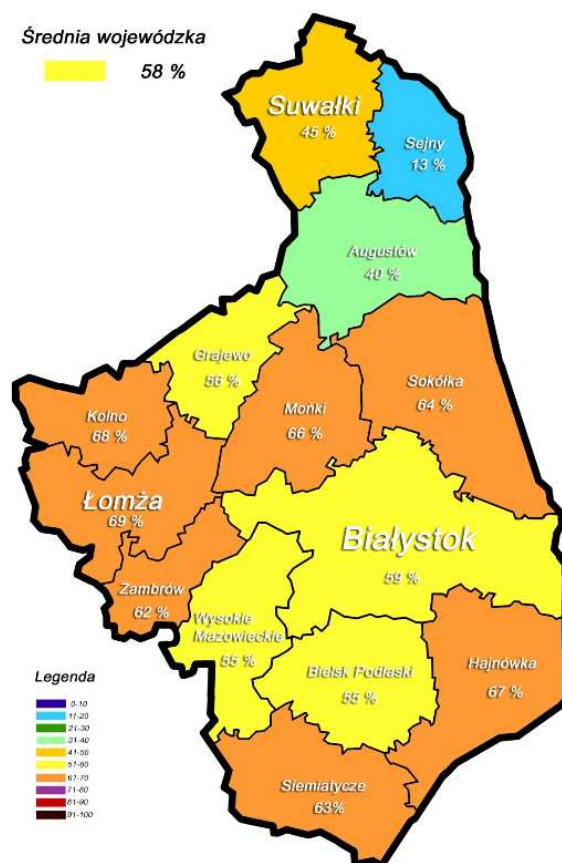 Średnia wojewódzka
58 %
Suwałki
45 %
Sejny
13 %
Augustów
40 %
Grajewo
56 %
Mońki
66 %
Sokółka
64 %
Kolno
68 %
Łomża
69 %
Białystok
59 %
Zambrów
62 %
Wysokie
Mazowieckie
55 %
Bielsk Podlaski
55 %
Hajnówka
67 %
Siemiatycze
63%
Legenda
0-10
11-20
21-30
31-40
41-50
51-60
61-70
71-80
81-90
91-100